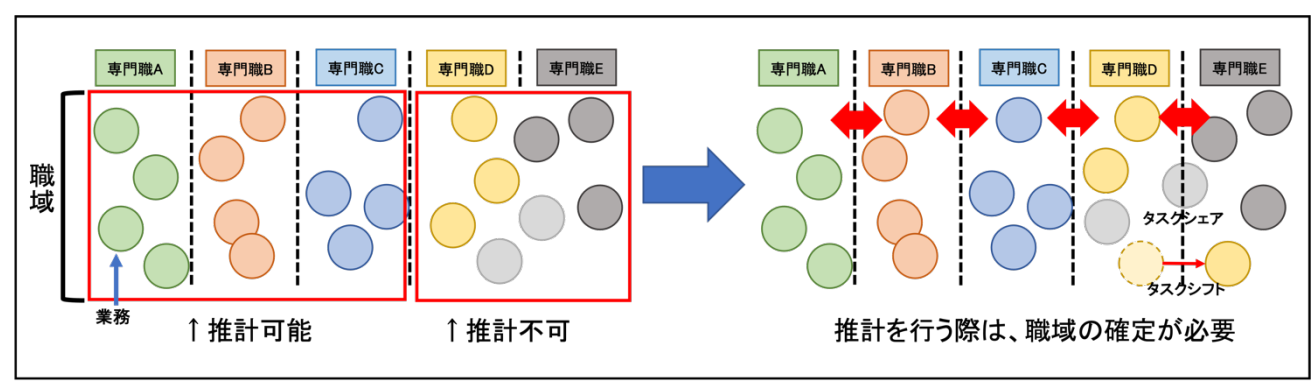 専門職A
専門職B
専門職C
専門職D
専門職E
職域
業務
↑推計可能
↑推計不可
専門職A
専門職B
専門職C
専門職D
専門職E
タスクシェア
タスクシフト
推計を行う際は、職域の確定が必要